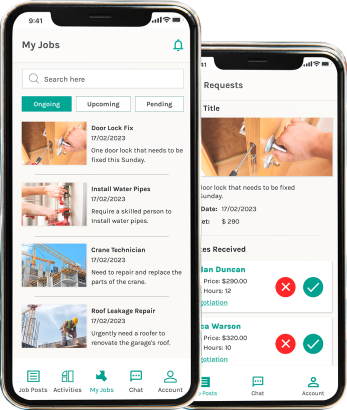 9:41
My Jobs
Search here
Ongoing
Upcoming
Pending
Door Lock Fix
17/02/2023
One door lock that needs to be
fixed this Sunday.
Install Water Pipes
17/02/2023
Require a skilled person to
Install water pipes.
Crane Technician
17/02/2023
Need to repair and replace the
parts of the crane.
Roof Leakage Repair
17/02/2023
Urgently need a roofer to
renovate the garage's roof.
Job Posts
Activities
My Jobs
Chat
Account
9:41
Requests
Title
door lock that needs to be fixed
Sunday.
Date: 17/02/2023
et: $ 290
es Received
lan Duncan
Price: $290.00
Hours: 12
gotiation
ca Warson
Price: $320.00
Hours: 10
gotiation
Posts
Chat
Account